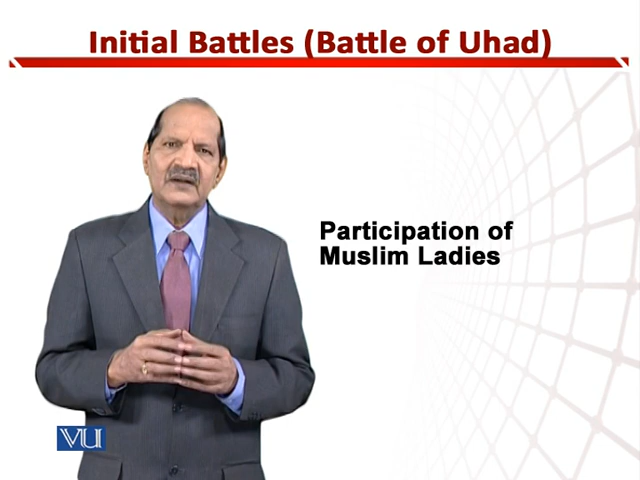 Initial Battles (Battle of Uhad)
Participation of
Muslim Ladies
VU